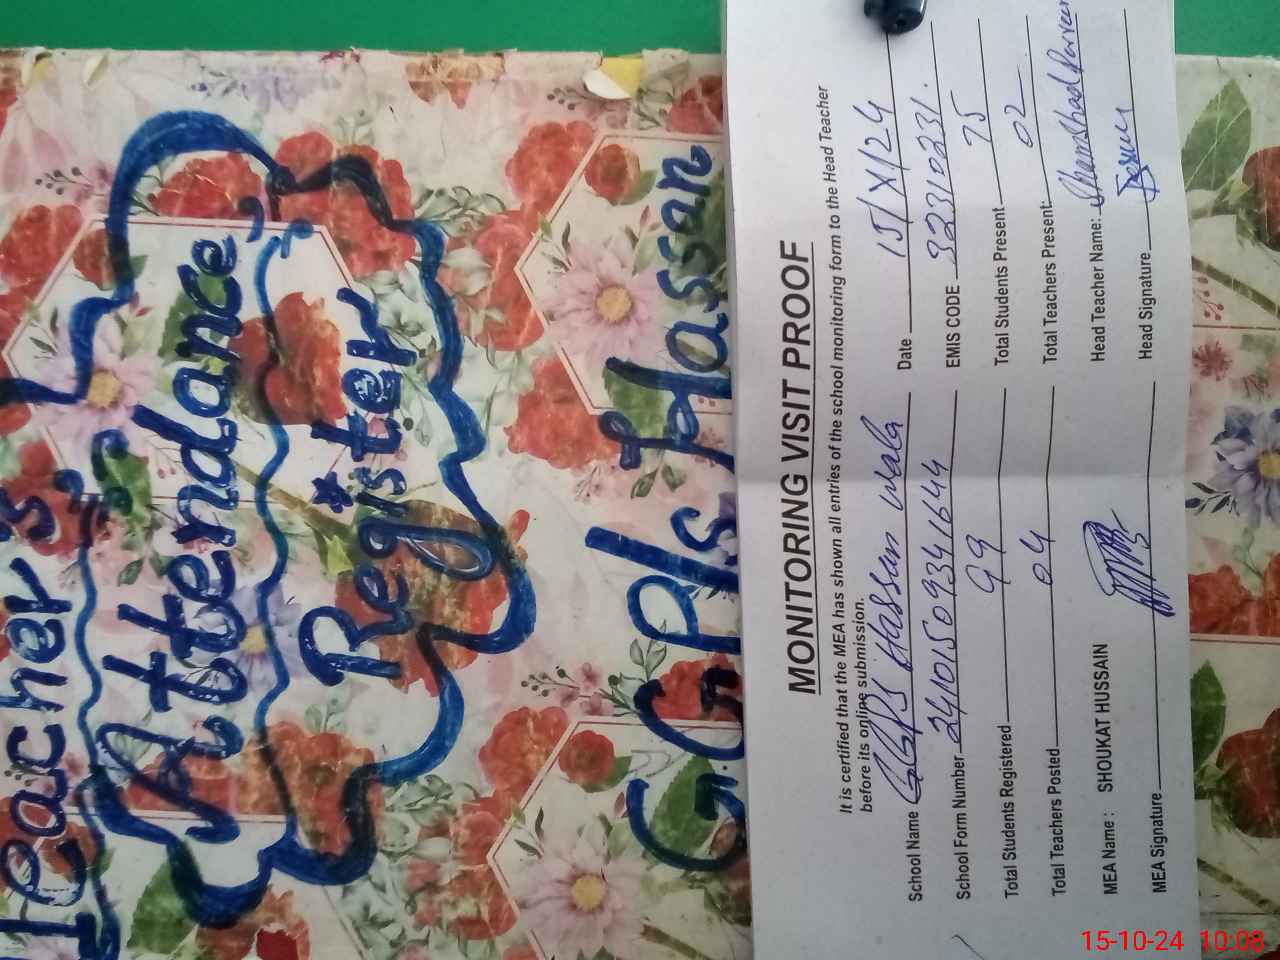 Teacher's
Attendance
Register
G.G.P/s Hassan
MONITORING VISIT PROOF
It is certified that the MEA has shown all entries of the school monitoring form to the Head Teacher
before its online submission.
School Name GGPS Hassan wala Date 15/X/24
School Form Number 24101509341644 EMIS CODE 32310231.
Total Students Registered 99 Total Students Present 75
Total Teachers Posted 04 Total Teachers Present: 02
MEA Name : SHOUKAT HUSSAIN Head Teacher Name: Shamshad Parveen
MEA Signature Head Signature
15-10-24 10:08